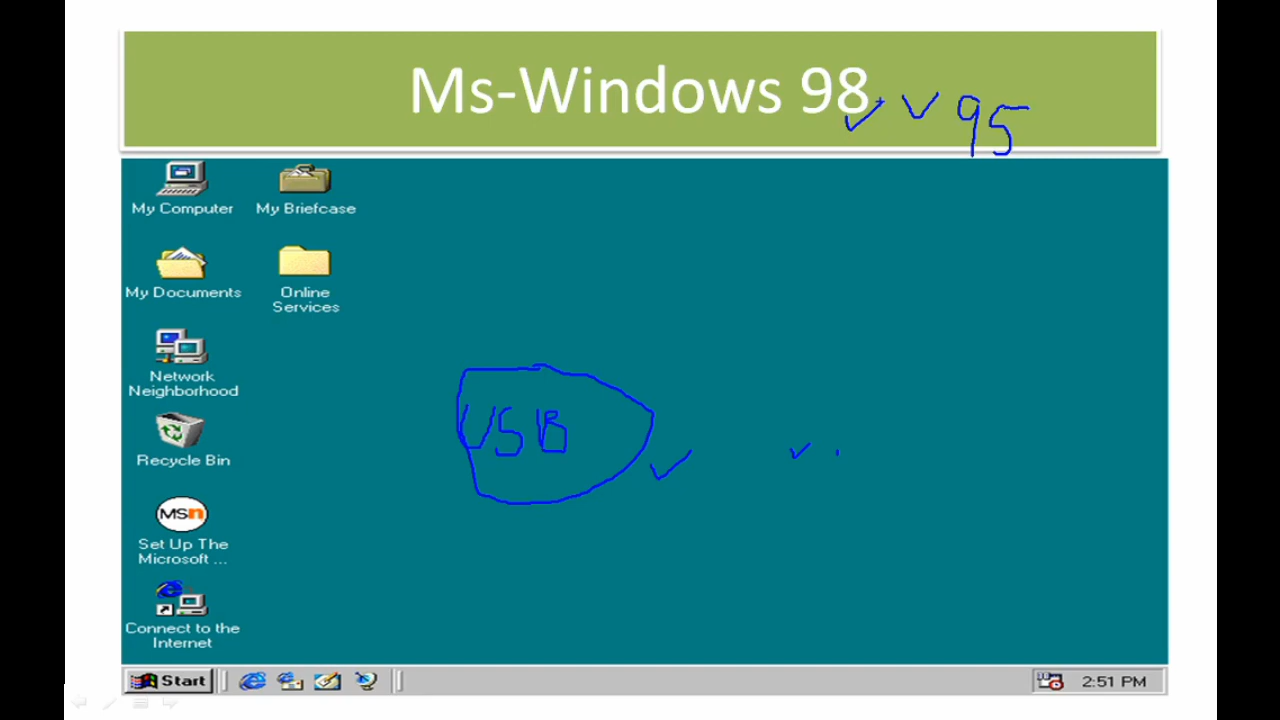 Ms-Windows 98
95
My Computer
My Briefcase
My Documents
Online
Services
Network
Neighborhood
USB
Recycle Bin
MSn
Set Up The
Microsoft ...
Connect to the
Internet
Start
2:51 PM